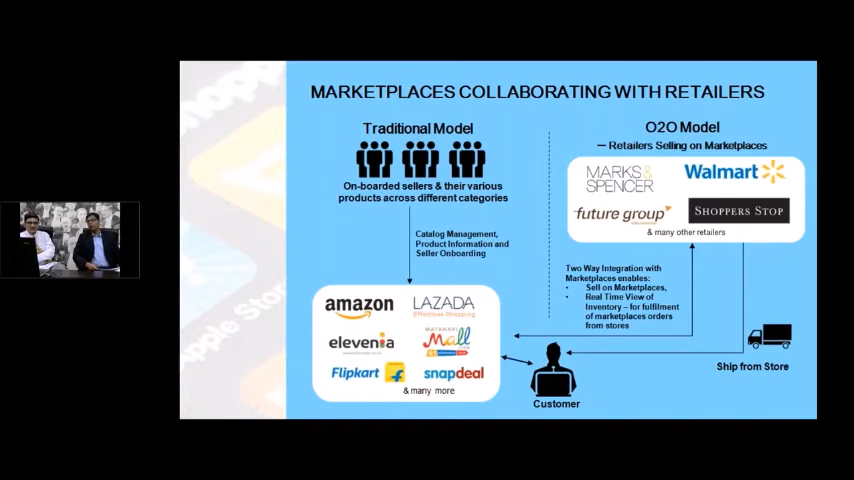 MARKETPLACES COLLABORATING WITH RETAILERS
Traditional Model
On-boarded sellers & their various
products across different categories
Catalog Management,
Product Information and
Seller Onboarding
amazon
LAZADA
Effortless Shopping
elevenia
MATAHARI
Mall
Flipkart
snapdeal
& many more
O2O Model
— Retailers Selling on Marketplaces
MARKS&
SPENCER
Walmart
future group
SHOPPERS STOP
& many other retailers
Two Way Integration with
Marketplaces enables:
• Sell on Marketplaces,
• Real Time View of
Inventory – for fulfilment
of marketplaces orders
from stores
Ship from Store
Customer
Shopp
Apple Store